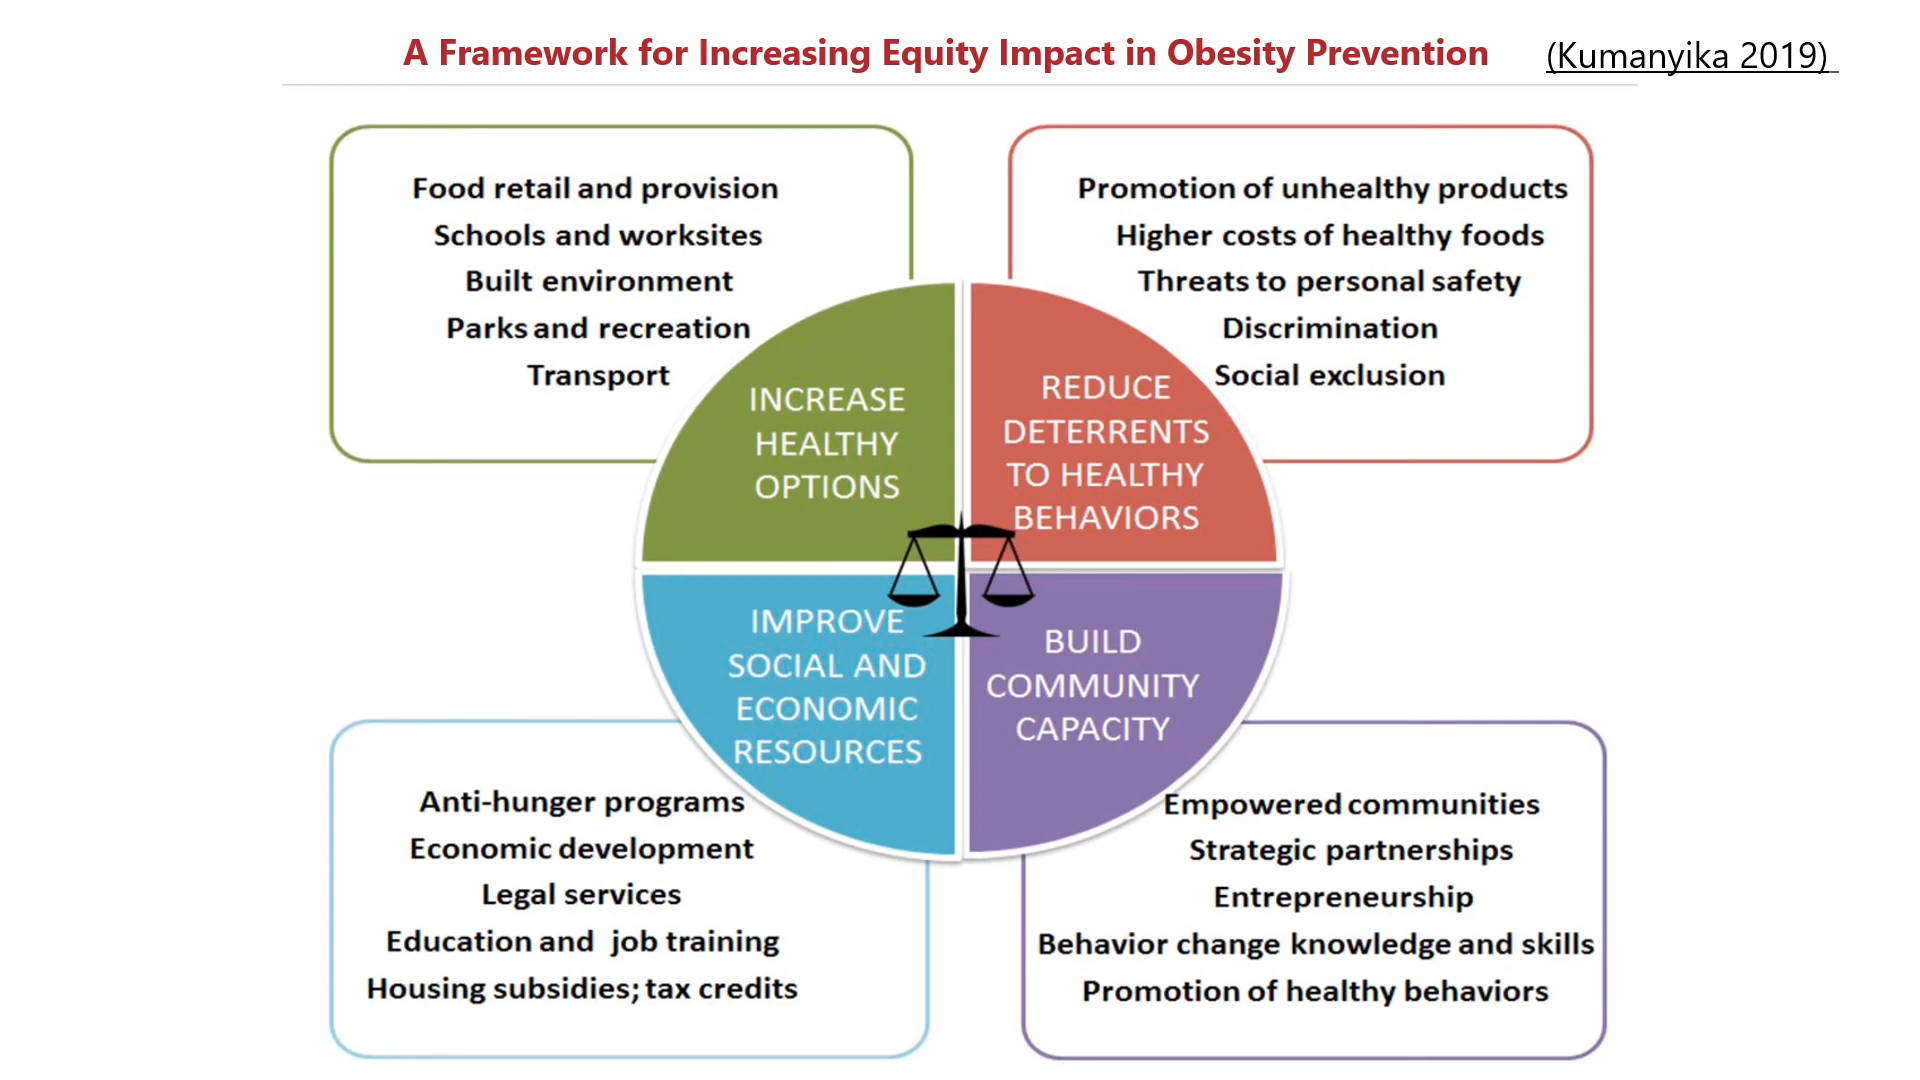 A Framework for Increasing Equity Impact in Obesity Prevention (Kumanyika 2019)
Food retail and provision
Schools and worksites
Built environment
Parks and recreation
Transport
INCREASE
HEALTHY
OPTIONS
Promotion of unhealthy products
Higher costs of healthy foods
Threats to personal safety
Discrimination
Social exclusion
REDUCE
DETERRENTS
TO HEALTHY
BEHAVIORS
IMPROVE
SOCIAL AND
ECONOMIC
RESOURCES
Anti-hunger programs
Economic development
Legal services
Education and job training
Housing subsidies; tax credits
BUILD
COMMUNITY
CAPACITY
Empowered communities
Strategic partnerships
Entrepreneurship
Behavior change knowledge and skills
Promotion of healthy behaviors